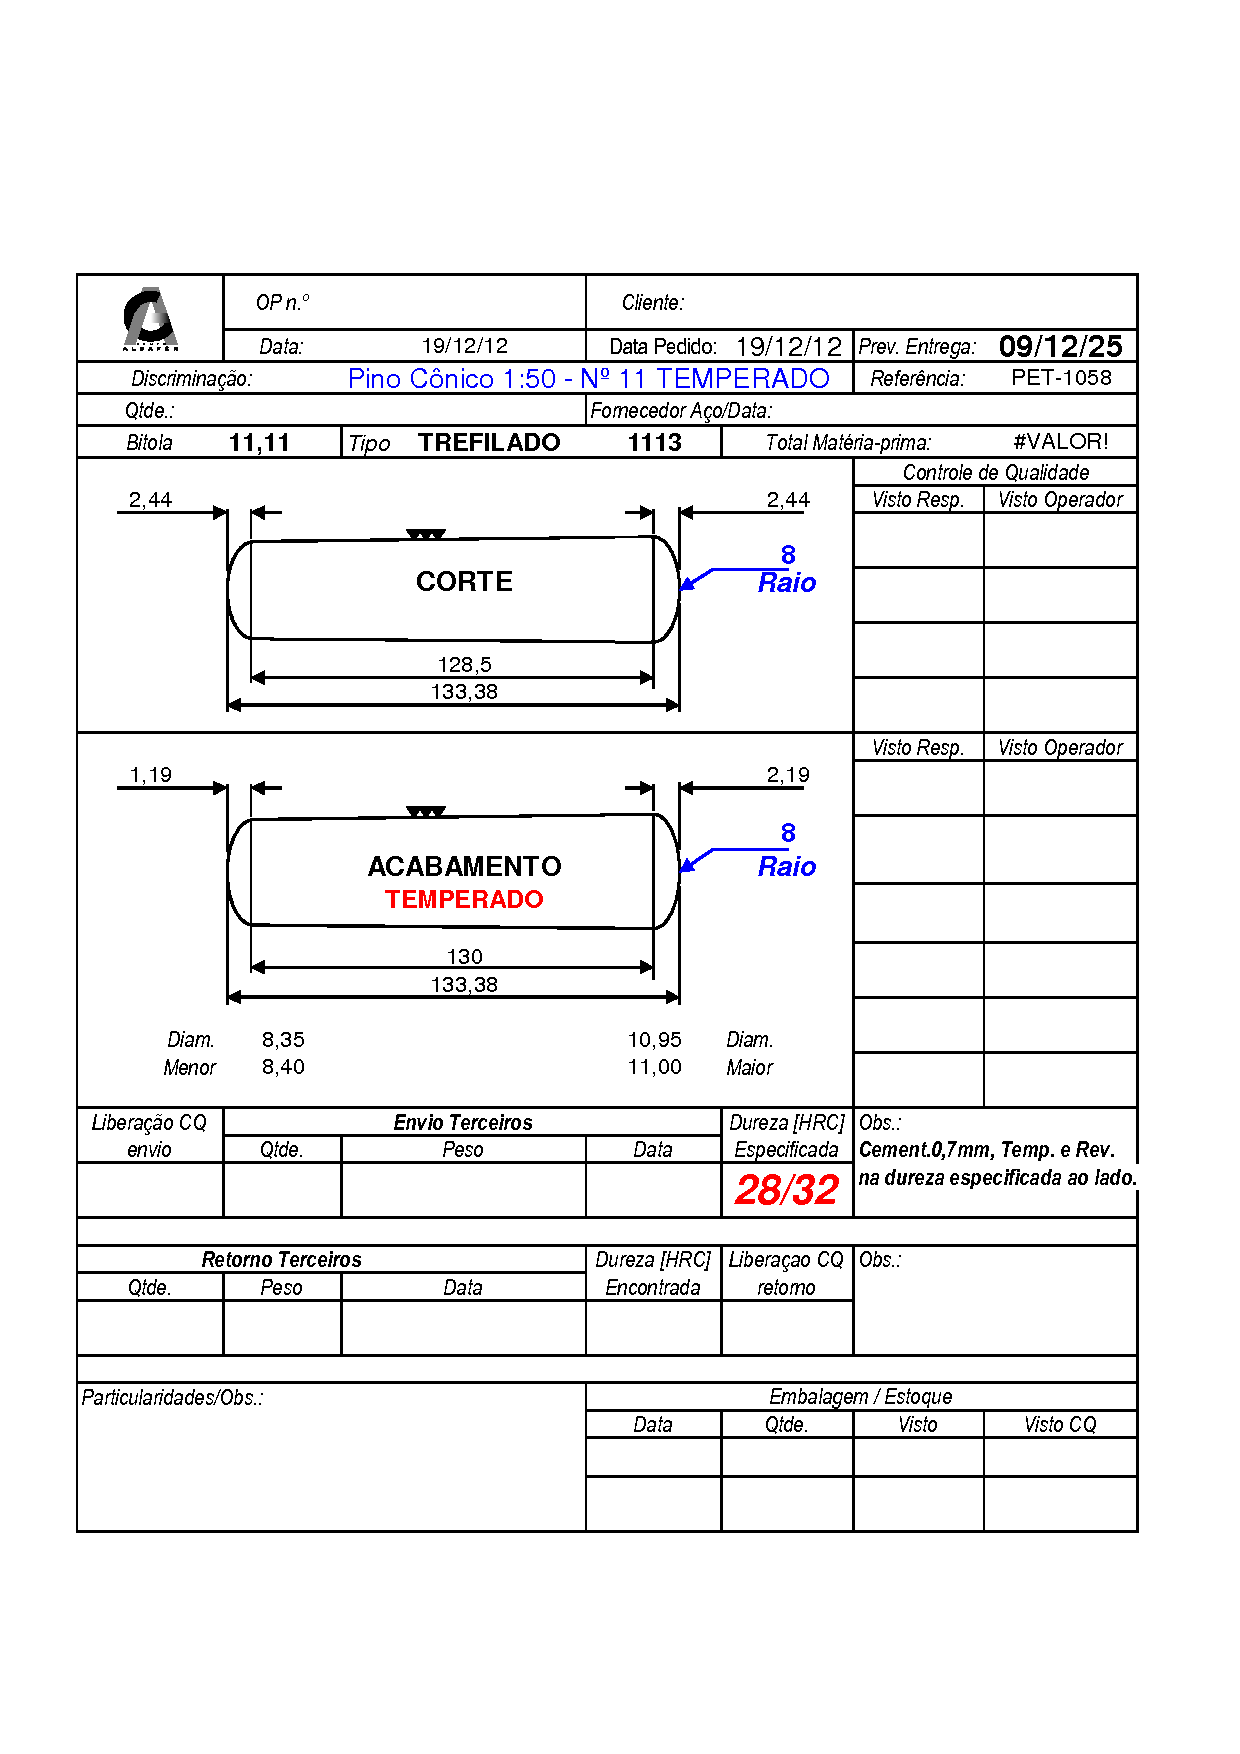 OP n.º Cliente:
ALBAFER
Data: 19/12/12 Data Pedido: 19/12/12 Prev. Entrega: 09/12/25
Discriminação: Pino Cônico 1:50 - Nº 11 TEMPERADO Referência: PET-1058
Qtde.: Fornecedor Aço/Data:
Bitola 11,11 Tipo TREFILADO 1113 Total Matéria-prima: #VALOR!
Controle de Qualidade
2,44 2,44 Visto Resp. Visto Operador
8
CORTE Raio
128,5
133,38
Visto Resp. Visto Operador
1,19 2,19
8
ACABAMENTO Raio
TEMPERADO
130
133,38
Diam. 8,35 10,95 Diam.
Menor 8,40 11,00 Maior
Liberação CQ Envio Terceiros Dureza [HRC] Obs.:
envio Qtde. Peso Data Especificada Cement.0,7mm, Temp. e Rev.
28/32 na dureza especificada ao lado.
Retorno Terceiros Dureza [HRC] Liberaçao CQ Obs.:
Qtde. Peso Data Encontrada retorno
Particularidades/Obs.: Embalagem / Estoque
Data Qtde. Visto Visto CQ